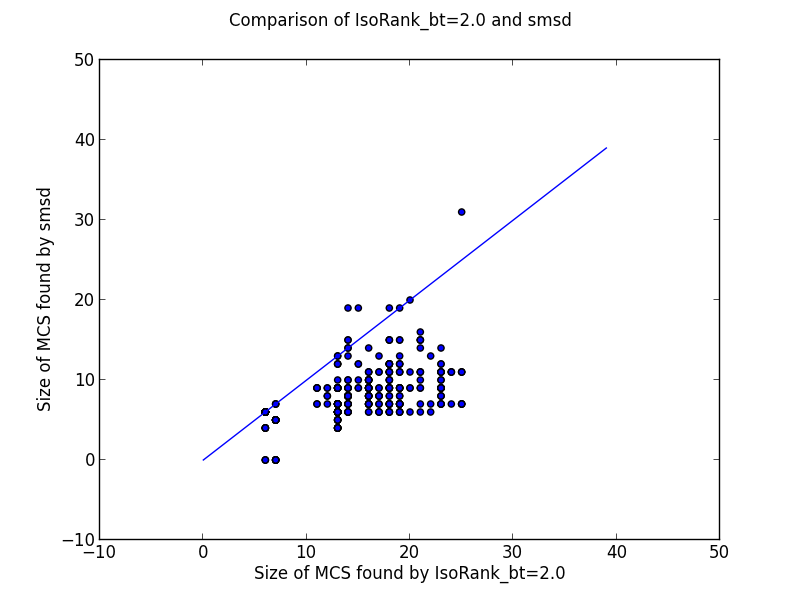 Comparison of IsoRank_bt=2.0 and smsd
50
40
30
20
10
0
−10
−10 0 10 20 30 40 50
Size of MCS found by smsd
Size of MCS found by IsoRank_bt=2.0